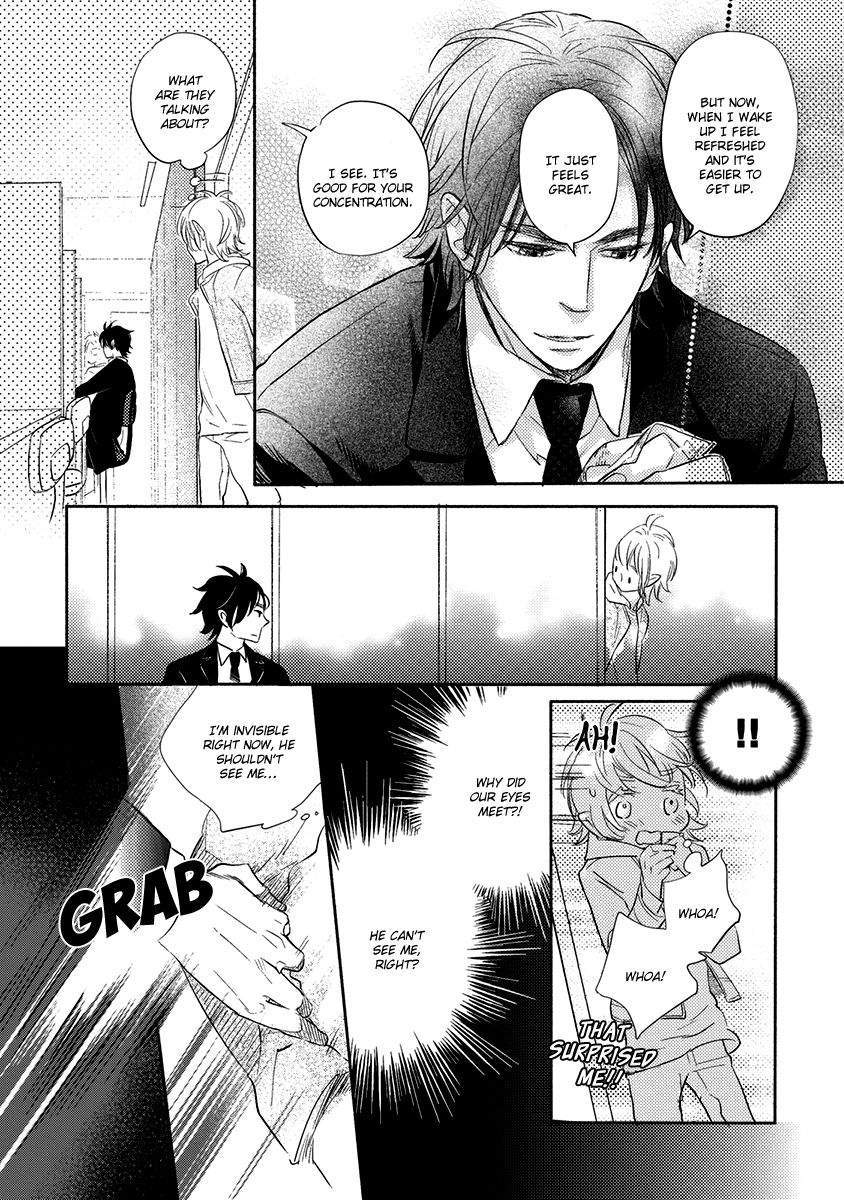 BUT NOW,
WHEN I WAKE
UP I FEEL
REFRESHED
AND IT'S
EASIER TO
GET UP.
IT JUST
FEELS
GREAT.
I SEE. IT'S
GOOD FOR YOUR
CONCENTRATION.
WHAT
ARE THEY
TALKING
ABOUT?
!!
AH!
WHOA!
WHOA!
THAT
SURPRISED
ME!!
WHY DID
OUR EYES
MEET?!
HE CAN'T
SEE ME,
RIGHT?
I'M INVISIBLE
RIGHT NOW, HE
SHOULDN'T
SEE ME...
GRAB